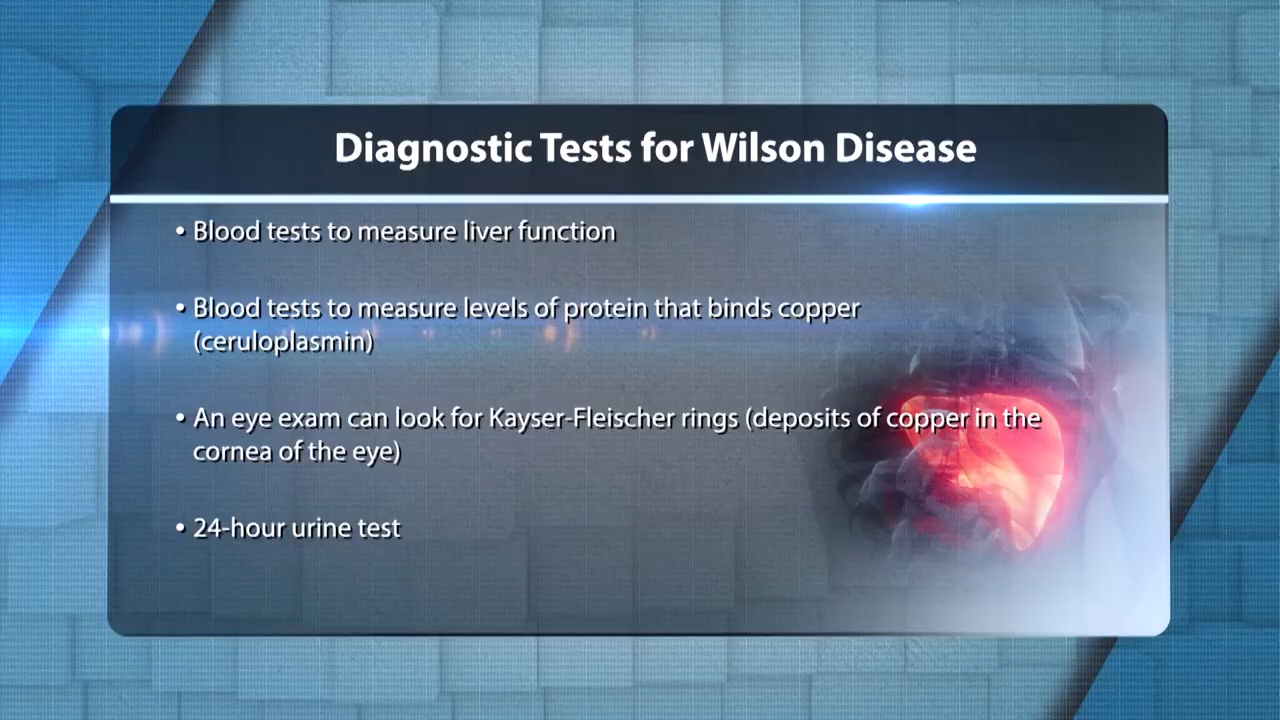 Diagnostic Tests for Wilson Disease
• Blood tests to measure liver function
• Blood tests to measure levels of protein that binds copper
(ceruloplasmin)
• An eye exam can look for Kayser-Fleischer rings (deposits of copper in the
cornea of the eye)
• 24-hour urine test